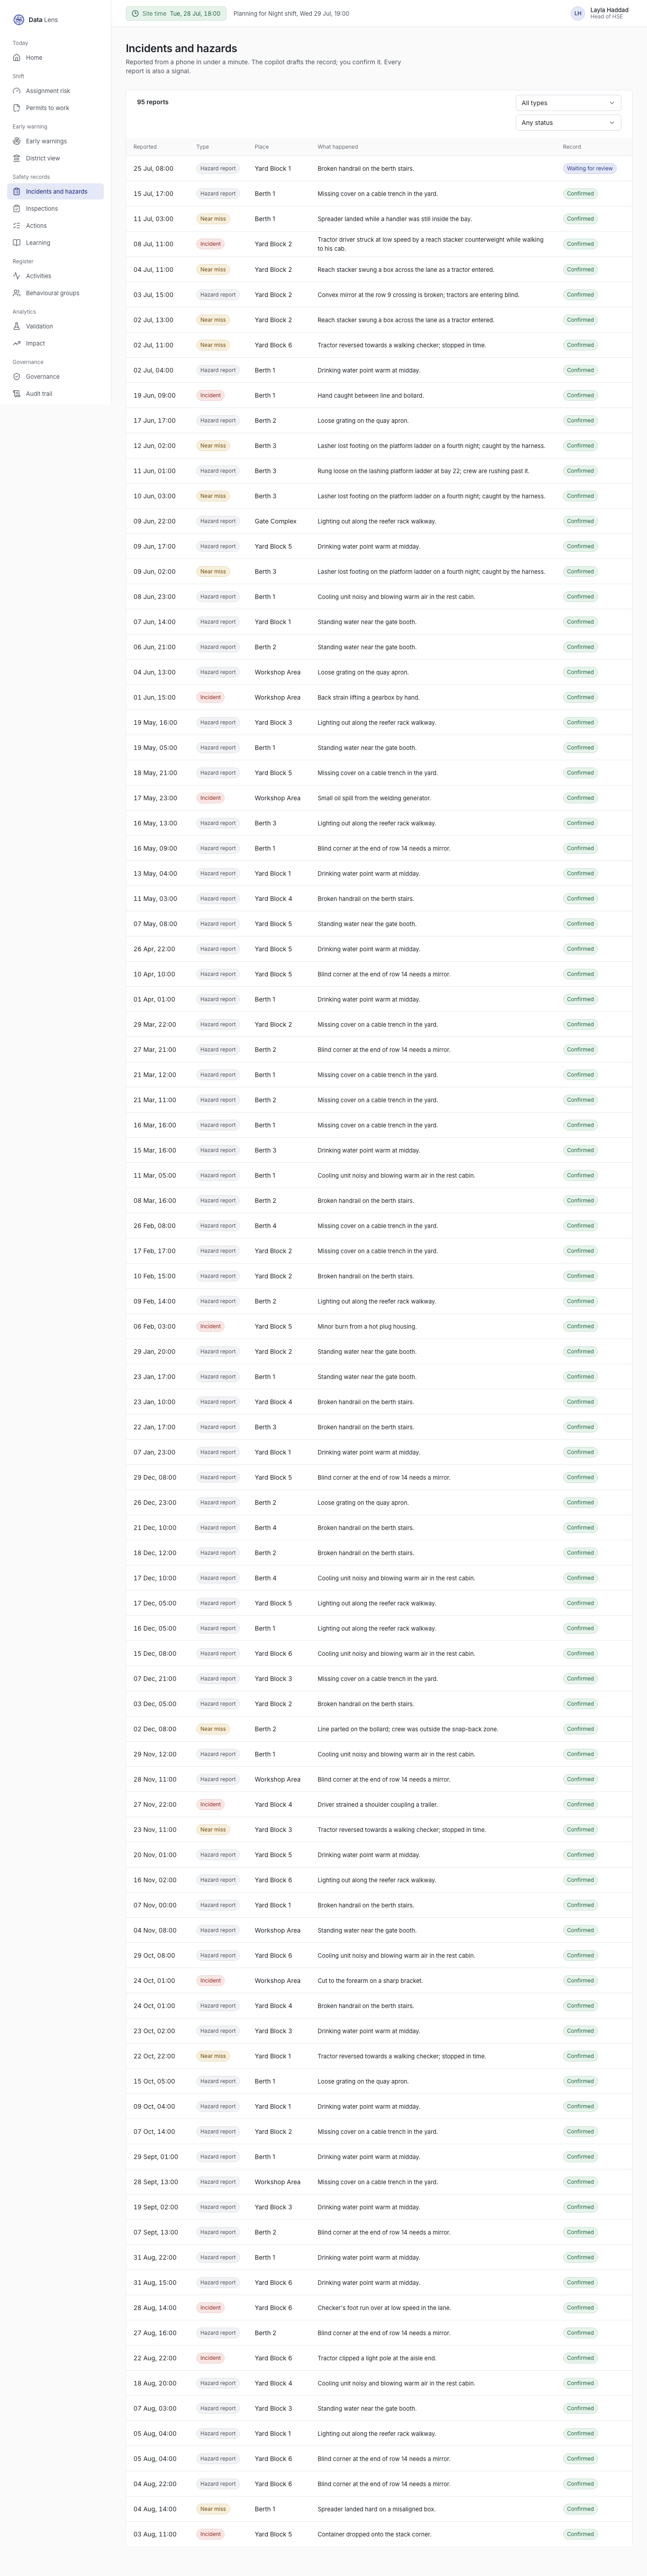 Data Lens
Today
Home
Shift
Assignment risk
Permits to work
Early warning
Early warnings
District view
Safety records
Incidents and hazards
Inspections
Actions
Learning
Register
Activities
Behavioural groups
Analytics
Validation
Impact
Governance
Governance
Audit trail
Site time Tue, 28 Jul, 18:00 Planning for Night shift, Wed 29 Jul, 19:00
LH Layla Haddad
Head of HSE
Incidents and hazards
Reported from a phone in under a minute. The copilot drafts the record; you confirm it. Every
report is also a signal.
95 reports
All types
Any status
Reported Type Place What happened Record
25 Jul, 08:00 Hazard report Yard Block 1 Broken handrail on the berth stairs. Waiting for review
15 Jul, 17:00 Hazard report Berth 1 Missing cover on a cable trench in the yard. Confirmed
11 Jul, 03:00 Near miss Berth 1 Spreader landed while a handler was still inside the bay. Confirmed
08 Jul, 11:00 Incident Yard Block 2 Tractor driver struck at low speed by a reach stacker counterweight while walking
to his cab. Confirmed
04 Jul, 11:00 Near miss Yard Block 2 Reach stacker swung a box across the lane as a tractor entered. Confirmed
03 Jul, 15:00 Hazard report Yard Block 2 Convex mirror at the row 9 crossing is broken; tractors are entering blind. Confirmed
02 Jul, 13:00 Near miss Yard Block 2 Reach stacker swung a box across the lane as a tractor entered. Confirmed
02 Jul, 11:00 Near miss Yard Block 6 Tractor reversed towards a walking checker; stopped in time. Confirmed
02 Jul, 04:00 Hazard report Berth 1 Drinking water point warm at midday. Confirmed
19 Jun, 09:00 Incident Berth 1 Hand caught between line and bollard. Confirmed
17 Jun, 17:00 Hazard report Berth 2 Loose grating on the quay apron. Confirmed
12 Jun, 02:00 Near miss Berth 3 Lasher lost footing on the platform ladder on a fourth night; caught by the harness. Confirmed
11 Jun, 01:00 Hazard report Berth 3 Rung loose on the lashing platform ladder at bay 22; crew are rushing past it. Confirmed
10 Jun, 03:00 Near miss Berth 3 Lasher lost footing on the platform ladder on a fourth night; caught by the harness. Confirmed
09 Jun, 22:00 Hazard report Gate Complex Lighting out along the reefer rack walkway. Confirmed
09 Jun, 17:00 Hazard report Yard Block 5 Drinking water point warm at midday. Confirmed
09 Jun, 02:00 Near miss Berth 3 Lasher lost footing on the platform ladder on a fourth night; caught by the harness. Confirmed
08 Jun, 23:00 Hazard report Berth 1 Cooling unit noisy and blowing warm air in the rest cabin. Confirmed
07 Jun, 14:00 Hazard report Yard Block 1 Standing water near the gate booth. Confirmed
06 Jun, 21:00 Hazard report Berth 2 Standing water near the gate booth. Confirmed
04 Jun, 13:00 Hazard report Workshop Area Loose grating on the quay apron. Confirmed
01 Jun, 15:00 Incident Workshop Area Back strain lifting a gearbox by hand. Confirmed
19 May, 16:00 Hazard report Yard Block 3 Lighting out along the reefer rack walkway. Confirmed
19 May, 05:00 Hazard report Berth 1 Standing water near the gate booth. Confirmed
18 May, 21:00 Hazard report Yard Block 5 Missing cover on a cable trench in the yard. Confirmed
17 May, 23:00 Incident Workshop Area Small oil spill from the welding generator. Confirmed
16 May, 13:00 Hazard report Berth 3 Lighting out along the reefer rack walkway. Confirmed
16 May, 09:00 Hazard report Berth 1 Blind corner at the end of row 14 needs a mirror. Confirmed
13 May, 04:00 Hazard report Yard Block 1 Drinking water point warm at midday. Confirmed
11 May, 03:00 Hazard report Yard Block 4 Broken handrail on the berth stairs. Confirmed
07 May, 08:00 Hazard report Yard Block 5 Standing water near the gate booth. Confirmed
26 Apr, 22:00 Hazard report Yard Block 5 Drinking water point warm at midday. Confirmed
10 Apr, 10:00 Hazard report Yard Block 5 Blind corner at the end of row 14 needs a mirror. Confirmed
01 Apr, 01:00 Hazard report Berth 1 Drinking water point warm at midday. Confirmed
29 Mar, 22:00 Hazard report Yard Block 2 Missing cover on a cable trench in the yard. Confirmed
27 Mar, 21:00 Hazard report Berth 2 Blind corner at the end of row 14 needs a mirror. Confirmed
21 Mar, 12:00 Hazard report Berth 1 Missing cover on a cable trench in the yard. Confirmed
21 Mar, 11:00 Hazard report Berth 2 Missing cover on a cable trench in the yard. Confirmed
16 Mar, 16:00 Hazard report Berth 1 Missing cover on a cable trench in the yard. Confirmed
15 Mar, 16:00 Hazard report Berth 3 Drinking water point warm at midday. Confirmed
11 Mar, 05:00 Hazard report Berth 1 Cooling unit noisy and blowing warm air in the rest cabin. Confirmed
08 Mar, 16:00 Hazard report Berth 2 Broken handrail on the berth stairs. Confirmed
26 Feb, 08:00 Hazard report Berth 4 Missing cover on a cable trench in the yard. Confirmed
17 Feb, 17:00 Hazard report Yard Block 2 Missing cover on a cable trench in the yard. Confirmed
10 Feb, 15:00 Hazard report Yard Block 2 Broken handrail on the berth stairs. Confirmed
09 Feb, 14:00 Hazard report Berth 2 Lighting out along the reefer rack walkway. Confirmed
06 Feb, 03:00 Incident Yard Block 5 Minor burn from a hot plug housing. Confirmed
29 Jan, 20:00 Hazard report Yard Block 2 Standing water near the gate booth. Confirmed
23 Jan, 17:00 Hazard report Berth 1 Standing water near the gate booth. Confirmed
23 Jan, 10:00 Hazard report Yard Block 4 Broken handrail on the berth stairs. Confirmed
22 Jan, 17:00 Hazard report Berth 3 Broken handrail on the berth stairs. Confirmed
07 Jan, 23:00 Hazard report Yard Block 1 Drinking water point warm at midday. Confirmed
29 Dec, 08:00 Hazard report Yard Block 5 Blind corner at the end of row 14 needs a mirror. Confirmed
26 Dec, 23:00 Hazard report Berth 2 Loose grating on the quay apron. Confirmed
21 Dec, 10:00 Hazard report Berth 4 Broken handrail on the berth stairs. Confirmed
18 Dec, 12:00 Hazard report Berth 2 Broken handrail on the berth stairs. Confirmed
17 Dec, 10:00 Hazard report Berth 4 Cooling unit noisy and blowing warm air in the rest cabin. Confirmed
17 Dec, 05:00 Hazard report Yard Block 5 Lighting out along the reefer rack walkway. Confirmed
16 Dec, 05:00 Hazard report Berth 1 Lighting out along the reefer rack walkway. Confirmed
15 Dec, 08:00 Hazard report Yard Block 6 Cooling unit noisy and blowing warm air in the rest cabin. Confirmed
07 Dec, 21:00 Hazard report Yard Block 3 Missing cover on a cable trench in the yard. Confirmed
03 Dec, 05:00 Hazard report Yard Block 2 Broken handrail on the berth stairs. Confirmed
02 Dec, 08:00 Near miss Berth 2 Line parted on the bollard; crew was outside the snap-back zone. Confirmed
29 Nov, 12:00 Hazard report Berth 1 Cooling unit noisy and blowing warm air in the rest cabin. Confirmed
28 Nov, 11:00 Hazard report Workshop Area Blind corner at the end of row 14 needs a mirror. Confirmed
27 Nov, 22:00 Incident Yard Block 4 Driver strained a shoulder coupling a trailer. Confirmed
23 Nov, 11:00 Near miss Yard Block 3 Tractor reversed towards a walking checker; stopped in time. Confirmed
20 Nov, 01:00 Hazard report Yard Block 5 Drinking water point warm at midday. Confirmed
16 Nov, 02:00 Hazard report Yard Block 6 Lighting out along the reefer rack walkway. Confirmed
07 Nov, 00:00 Hazard report Yard Block 1 Broken handrail on the berth stairs. Confirmed
04 Nov, 08:00 Hazard report Workshop Area Standing water near the gate booth. Confirmed
29 Oct, 08:00 Hazard report Yard Block 6 Cooling unit noisy and blowing warm air in the rest cabin. Confirmed
24 Oct, 01:00 Incident Workshop Area Cut to the forearm on a sharp bracket. Confirmed
24 Oct, 01:00 Hazard report Yard Block 4 Broken handrail on the berth stairs. Confirmed
23 Oct, 02:00 Hazard report Yard Block 3 Drinking water point warm at midday. Confirmed
22 Oct, 22:00 Near miss Yard Block 1 Tractor reversed towards a walking checker; stopped in time. Confirmed
15 Oct, 05:00 Hazard report Berth 1 Loose grating on the quay apron. Confirmed
09 Oct, 04:00 Hazard report Yard Block 1 Drinking water point warm at midday. Confirmed
07 Oct, 14:00 Hazard report Yard Block 2 Missing cover on a cable trench in the yard. Confirmed
29 Sept, 01:00 Hazard report Berth 1 Drinking water point warm at midday. Confirmed
28 Sept, 13:00 Hazard report Workshop Area Missing cover on a cable trench in the yard. Confirmed
19 Sept, 02:00 Hazard report Yard Block 3 Drinking water point warm at midday. Confirmed
07 Sept, 13:00 Hazard report Berth 2 Blind corner at the end of row 14 needs a mirror. Confirmed
31 Aug, 22:00 Hazard report Berth 1 Drinking water point warm at midday. Confirmed
31 Aug, 15:00 Hazard report Yard Block 6 Drinking water point warm at midday. Confirmed
28 Aug, 14:00 Incident Yard Block 6 Checker's foot run over at low speed in the lane. Confirmed
27 Aug, 16:00 Hazard report Berth 2 Blind corner at the end of row 14 needs a mirror. Confirmed
22 Aug, 22:00 Incident Yard Block 6 Tractor clipped a light pole at the aisle end. Confirmed
18 Aug, 20:00 Hazard report Yard Block 4 Cooling unit noisy and blowing warm air in the rest cabin. Confirmed
07 Aug, 03:00 Hazard report Yard Block 3 Standing water near the gate booth. Confirmed
05 Aug, 04:00 Hazard report Yard Block 1 Lighting out along the reefer rack walkway. Confirmed
05 Aug, 04:00 Hazard report Yard Block 6 Blind corner at the end of row 14 needs a mirror. Confirmed
04 Aug, 22:00 Hazard report Yard Block 6 Blind corner at the end of row 14 needs a mirror. Confirmed
04 Aug, 14:00 Near miss Berth 1 Spreader landed hard on a misaligned box. Confirmed
03 Aug, 11:00 Incident Yard Block 5 Container dropped onto the stack corner. Confirmed